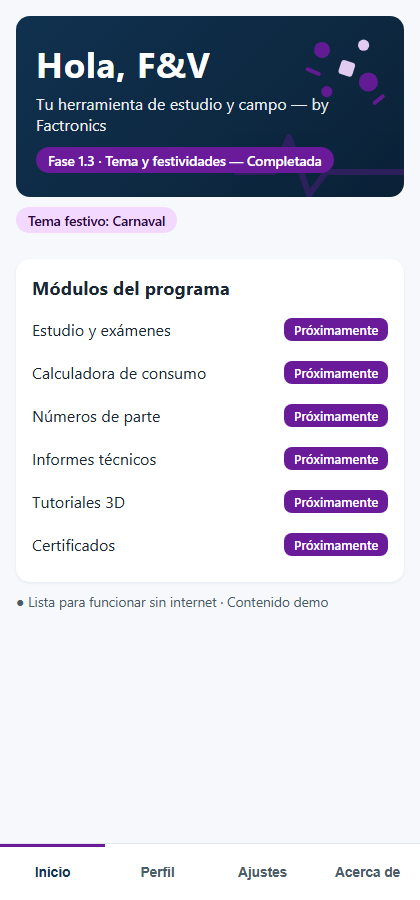 Hola, F&V
Tu herramienta de estudio y campo — by
Factronics
Fase 1.3 · Tema y festividades — Completada
Tema festivo: Carnaval
Módulos del programa
Estudio y exámenes Próximamente
Calculadora de consumo Próximamente
Números de parte Próximamente
Informes técnicos Próximamente
Tutoriales 3D Próximamente
Certificados Próximamente
● Lista para funcionar sin internet · Contenido demo
Inicio Perfil Ajustes Acerca de